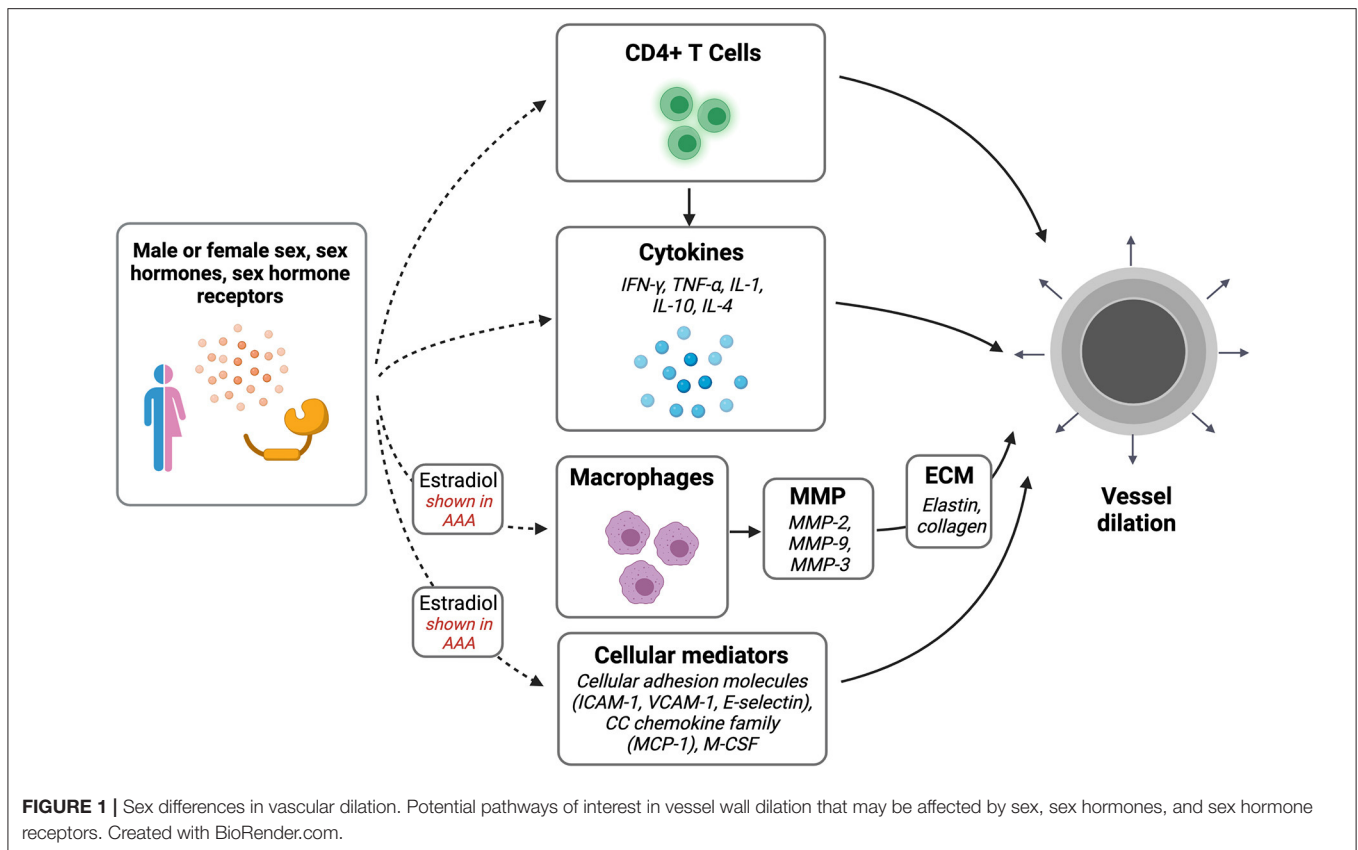 CD4+ T Cells
Male or female sex, sex
hormones, sex hormone
receptors
Cytokines
IFN-γ, TNF-α, IL-1,
IL-10, IL-4
Estradiol
shown in
AAA
Macrophages
MMP
MMP-2,
MMP-9,
MMP-3
ECM
Elastin,
collagen
Vessel
dilation
Estradiol
shown in
AAA
Cellular mediators
Cellular adhesion molecules
(ICAM-1, VCAM-1, E-selectin),
CC chemokine family
(MCP-1), M-CSF
FIGURE 1 | Sex differences in vascular dilation. Potential pathways of interest in vessel wall dilation that may be affected by sex, sex hormones, and sex hormone
receptors. Created with BioRender.com.